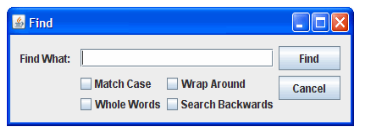 Find
Find What: Find
Match Case Wrap Around Cancel
Whole Words Search Backwards